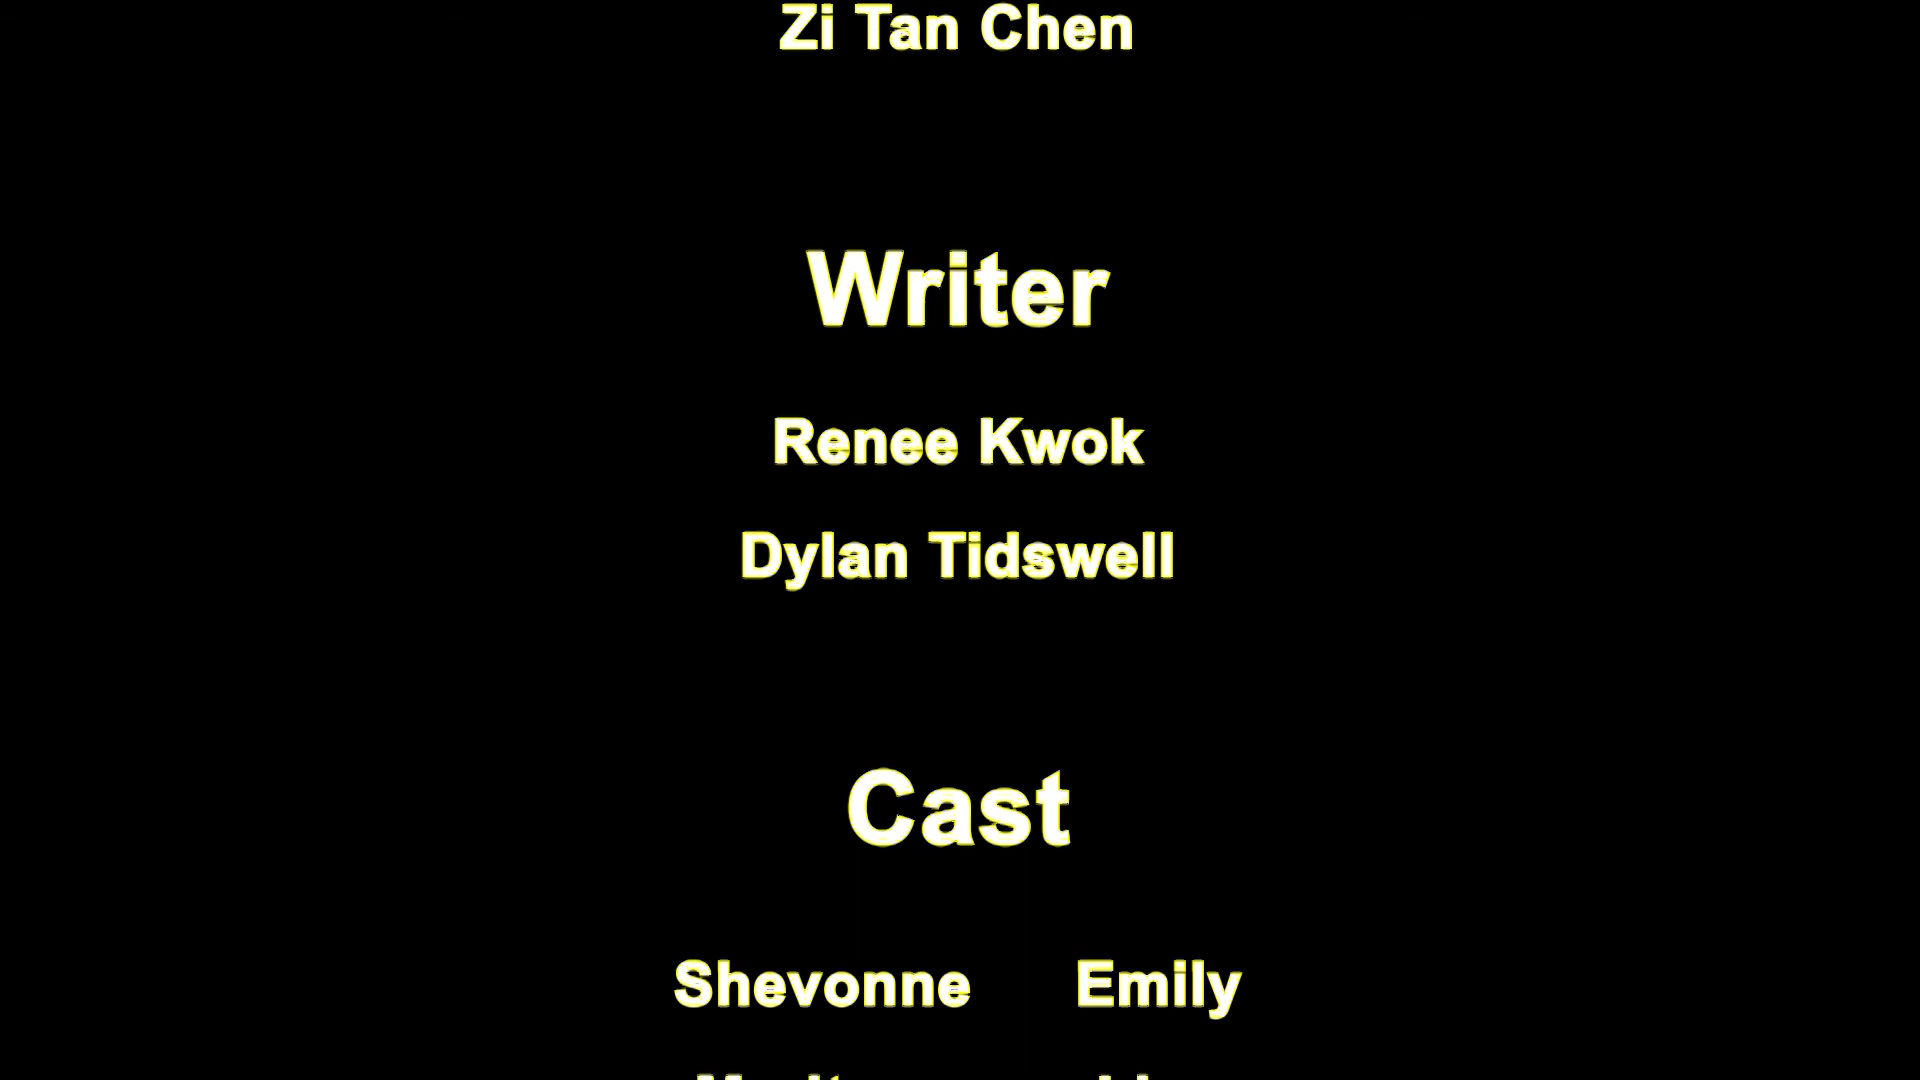 Zi Tan Chen
Writer
Renee Kwok
Dylan Tidswell
Cast
Shevonne Emily